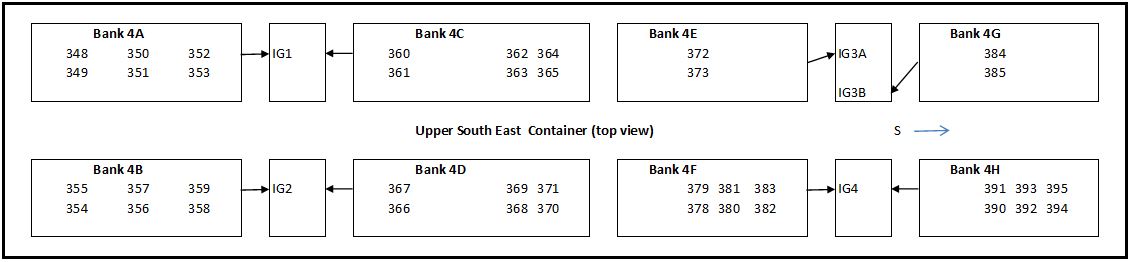 Bank 4A Bank 4C Bank 4E Bank 4G
348 350 352 IG1 360 362 364 372 IG3A 384
349 351 353 361 363 365 373 385
IG3B
Upper South East Container (top view) S
Bank 4B Bank 4D Bank 4F Bank 4H
355 357 359 IG2 367 369 371 379 381 383 IG4 391 393 395
354 356 358 366 368 370 378 380 382 390 392 394